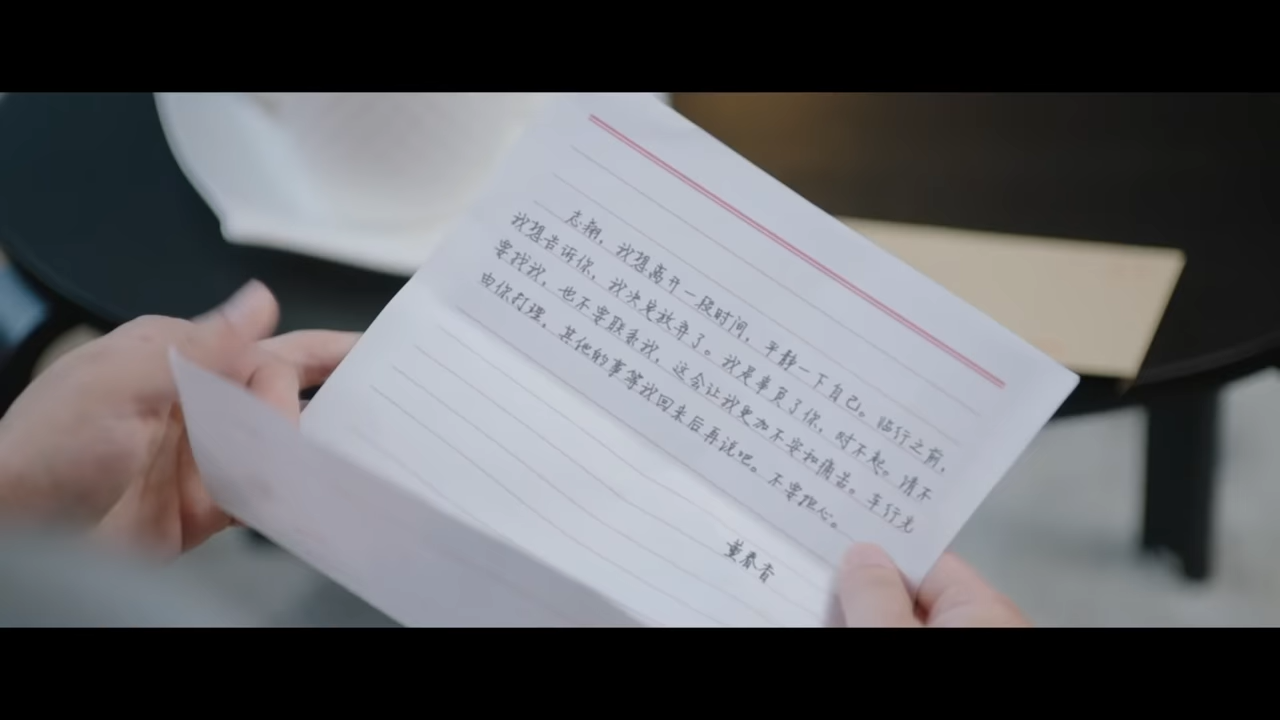 志翔，我想离开一段时间，平静一下自己。临行之前，
我想告诉你，我决定放弃了。我是辜负了你，对不起。请不
要找我，也不要联系我，这会让我更加不安和痛苦。车行先
由你打理，其他的事等我回来后再说吧。不要担心。
董春香